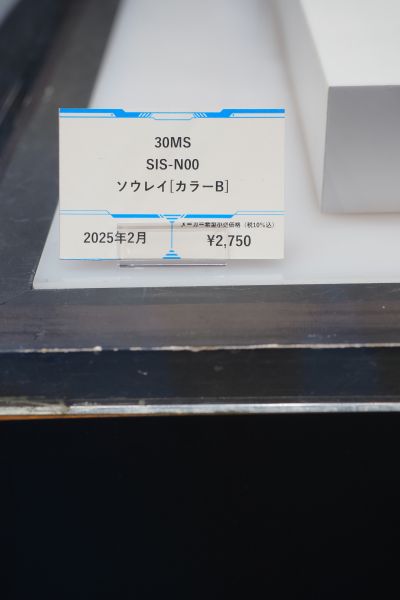 30MS
SIS-N00
ソウレイ[カラーB]
メーカー希望小売価格（税10%込）
2025年2月
¥2,750